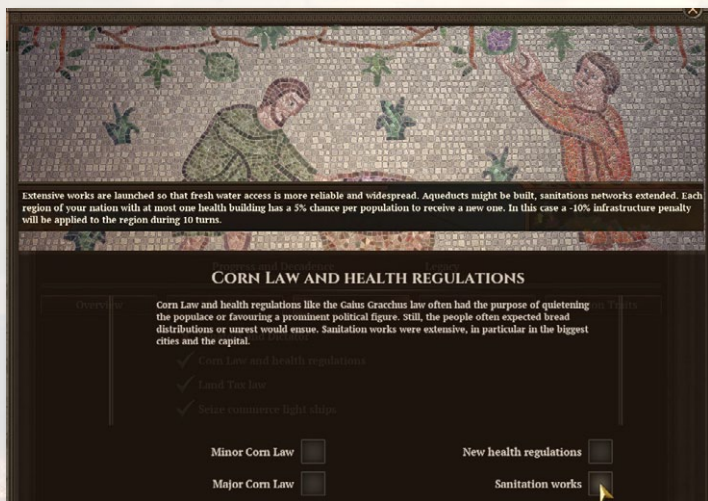 Extensive works are launched so that fresh water access is more reliable and widespread. Aqueducts might be built, sanitations networks extended. Each
region of your nation with at most one health building has a 5% chance per population to receive a new one. In this case a -10% infrastructure penalty
will be applied to the region during 10 turns.
Progress and Decadence Legacy
CORN LAW AND HEALTH REGULATIONS
Overview Traits
Corn Law and health regulations like the Gaius Gracchus law often had the purpose of quietening
the populace or favouring a prominent political figure. Still, the people often expected bread
distributions or unrest would ensue. Sanitation works were extensive, in particular in the biggest
cities and the capital.
Corn Law and health regulations
Land Tax law
Seize commerce light ships
Minor Corn Law New health regulations
Major Corn Law Sanitation works